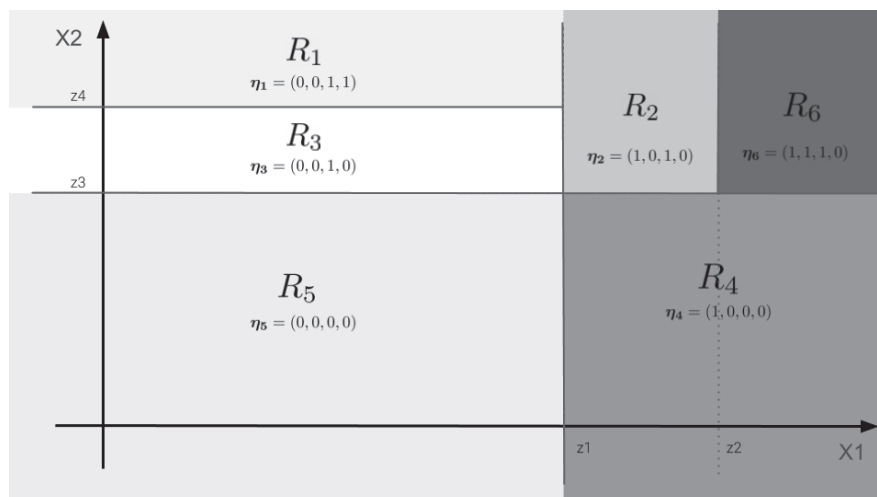 X2
R₁
η₁ = (0, 0, 1, 1)
z4
R₃
η₃ = (0, 0, 1, 0)
z3
R₂
η₂ = (1, 0, 1, 0)
R₆
η₆ = (1, 1, 1, 0)
R₅
η₅ = (0, 0, 0, 0)
R₄
η₄ = (1, 0, 0, 0)
z1
z2
X1